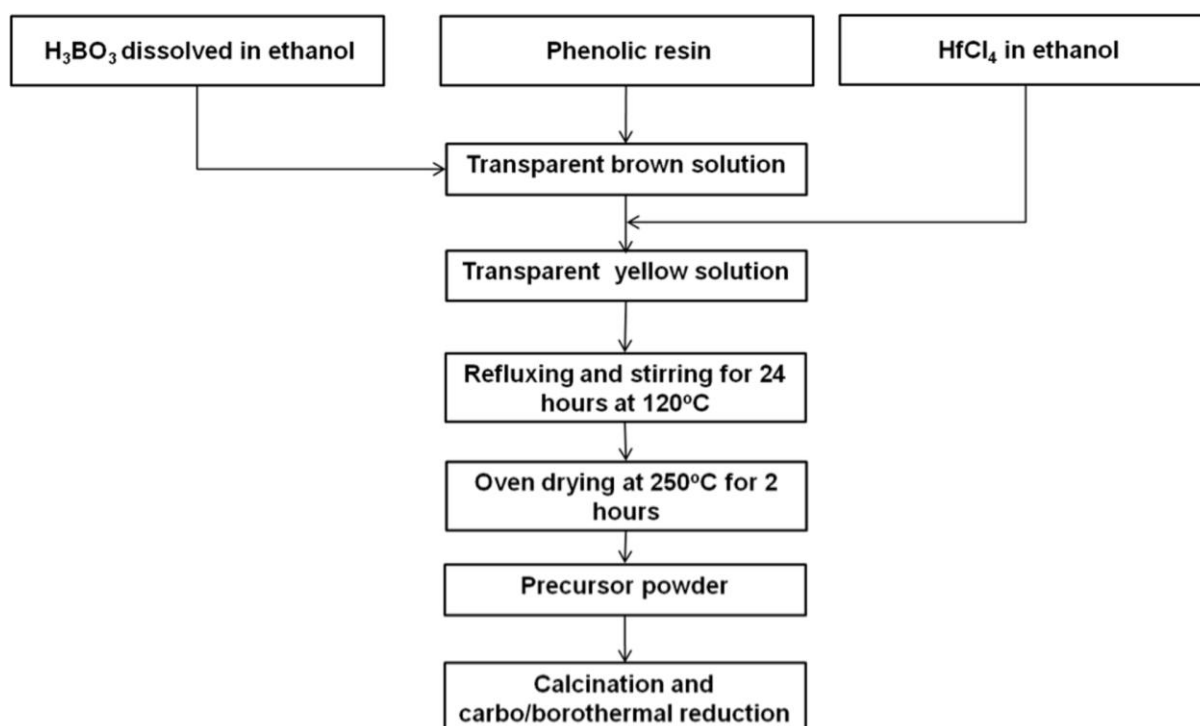 H₃BO₃ dissolved in ethanol
Phenolic resin
HfCl₄ in ethanol
Transparent brown solution
Transparent yellow solution
Refluxing and stirring for 24
hours at 120ºC
Oven drying at 250ºC for 2
hours
Precursor powder
Calcination and
carbo/borothermal reduction